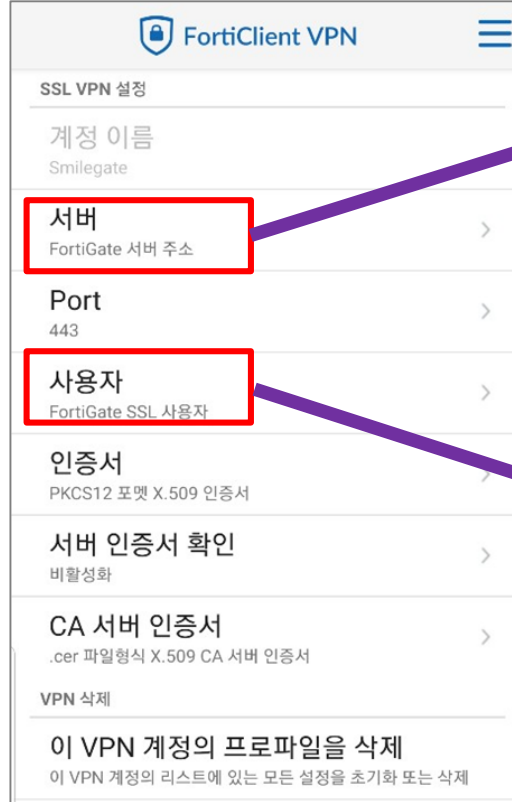 FortiClient VPN
SSL VPN 설정
계정 이름
Smilegate
서버
FortiGate 서버 주소
Port
443
사용자
FortiGate SSL 사용자
인증서
PKCS12 포멧 X.509 인증서
서버 인증서 확인
비활성화
CA 서버 인증서
.cer 파일형식 X.509 CA 서버 인증서
VPN 삭제
이 VPN 계정의 프로파일을 삭제
이 VPN 계정의 리스트에 있는 모든 설정을 초기화 또는 삭제